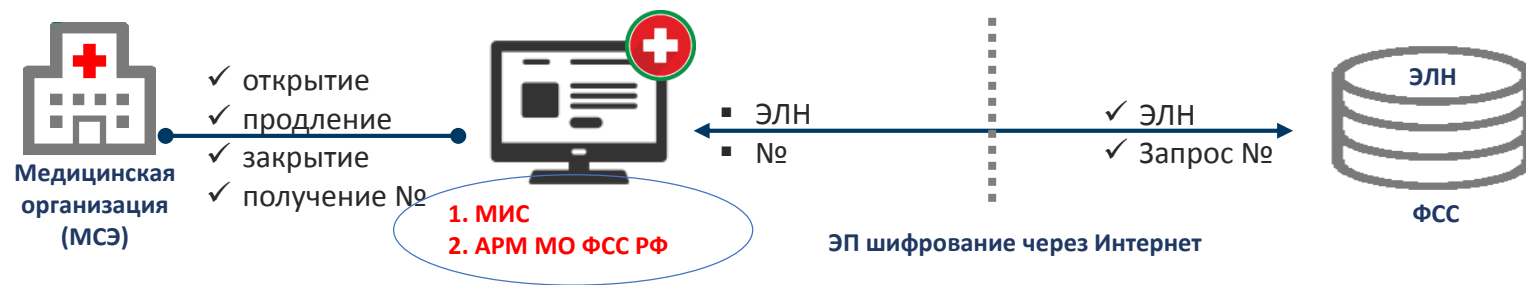 Медицинская
организация
(МСЭ)
✓ открытие
✓ продление
✓ закрытие
✓ получение №
1. МИС
2. АРМ МО ФСС РФ
▪ ЭЛН
▪ №
ЭП шифрование через Интернет
✓ ЭЛН
✓ Запрос №
ЭЛН
ФСС